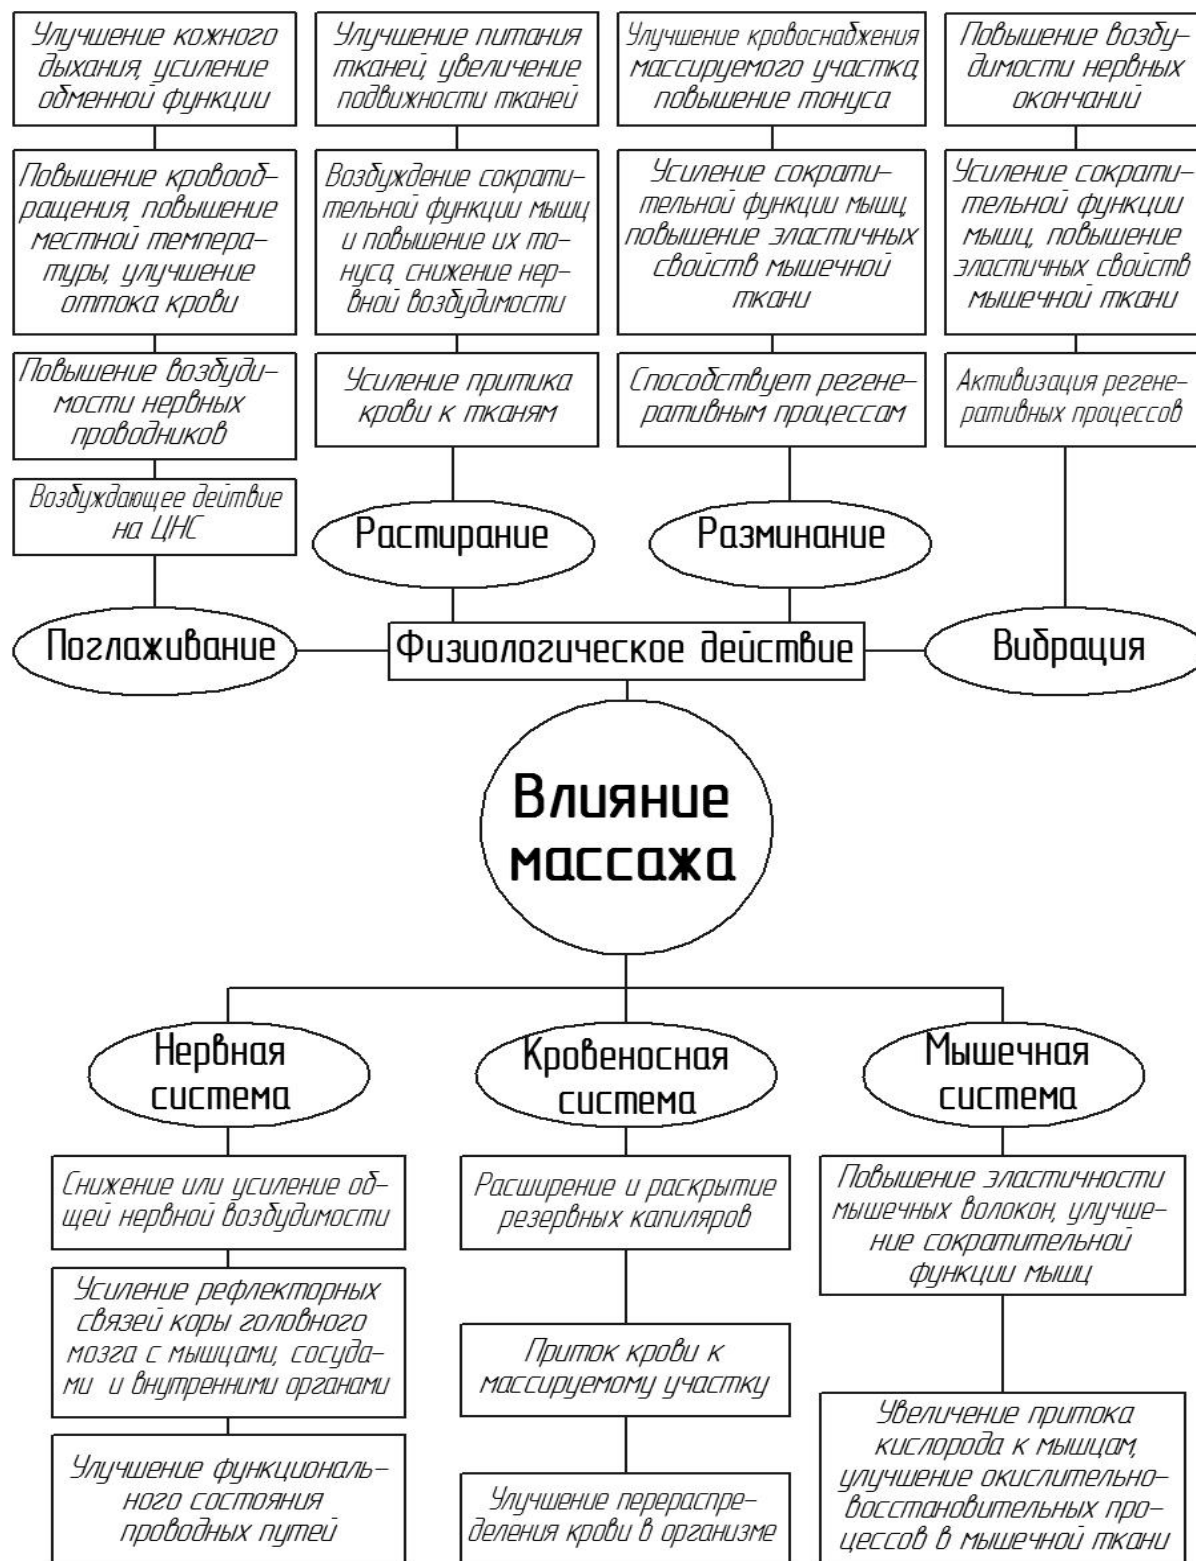 Улучшение кожного
дыхания, усиление
обменной функции
Улучшение питания
тканей, увеличение
подвижности тканей
Улучшение кровоснабжения
массируемого участка,
повышение тонуса
Повышение возбу-
димости нервных
окончаний
Повышение кровооб-
ращения, повышение
местной темпера-
туры, улучшение
оттока крови
Возбуждение сократи-
тельной функции мышц
и повышение их то-
нуса, снижение нер-
вной возбудимости
Усиление сократи-
тельной функции мышц,
повышение эластичных
свойств мышечной
ткани
Усиление сократи-
тельной функции
мышц, повышение
эластичных свойств
мышечной ткани
Повышение возбуди-
мости нервных
проводников
Усиление притика
крови к тканям
Способствует регене-
ративным процессам
Активизация регене-
ративных процессов
Возбуждающее дейтвие
на ЦНС
Растирание
Разминание
Поглаживание
Физиологическое действие
Вибрация
Влияние
массажа
Нервная
система
Кровеносная
система
Мышечная
система
Снижение или усиление об-
щей нервной возбудимости
Расширение и раскрытие
резервных капиляров
Повышение эластичности
мышечных волокон, улучше-
ние сократительной
функции мышц
Усиление рефлекторных
связей коры головного
мозга с мышцами, сосуда-
ми и внутренними органами
Приток крови к
массируемому участку
Увеличение притока
кислорода к мышцам,
улучшение окислительно-
восстановительных про-
цессов в мышечной ткани
Улучшение функциональ-
ного состояния
проводных путей
Улучшение перераспре-
деления крови в организме